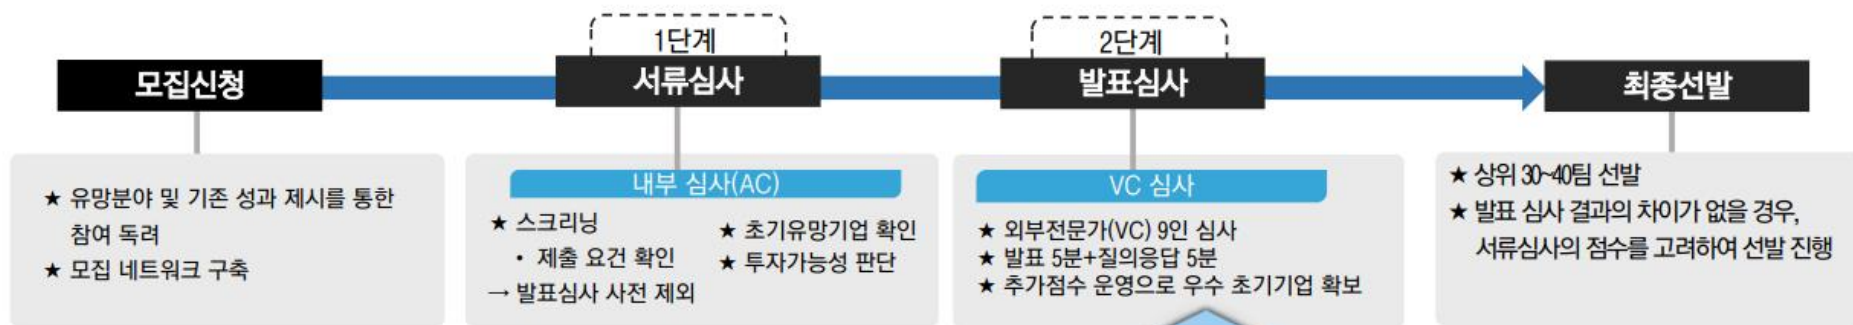 모집신청
★ 유망분야 및 기존 성과 제시를 통한
참여 독려
★ 모집 네트워크 구축
1단계
서류심사
내부 심사(AC)
★ 스크리닝
• 제출 요건 확인
→ 발표심사 사전 제외
★ 초기유망기업 확인
★ 투자가능성 판단
2단계
발표심사
VC 심사
★ 외부전문가(VC) 9인 심사
★ 발표 5분+질의응답 5분
★ 추가점수 운영으로 우수 초기기업 확보
최종선발
★ 상위 30~40팀 선발
★ 발표 심사 결과의 차이가 없을 경우,
서류심사의 점수를 고려하여 선발 진행